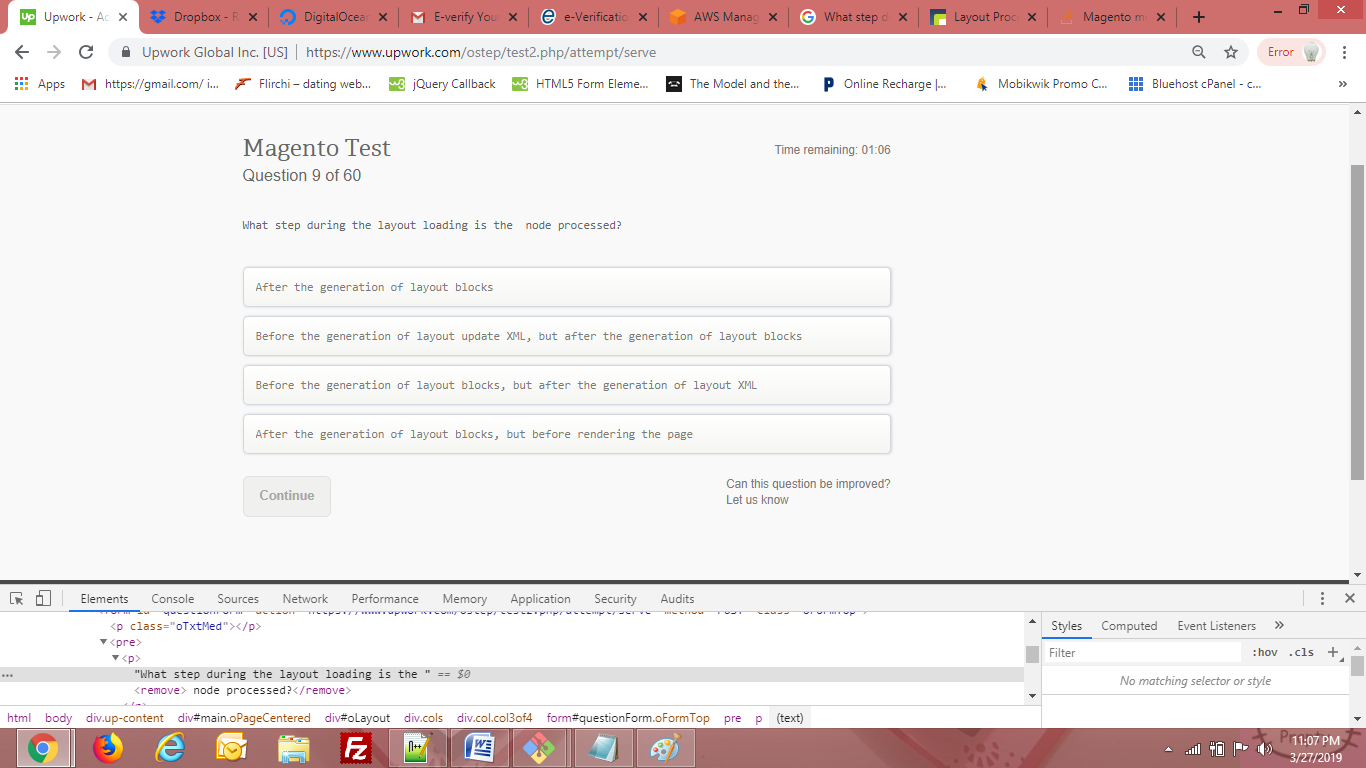 Upwork - Ac
Dropbox - R
DigitalOcean
E-verify You
e-Verification
AWS Manag
What step d
Layout Proc
Magento m
Upwork Global Inc. [US] | https://www.upwork.com/ostep/test2.php/attempt/serve
Error
Apps
https://gmail.com/ i...
Flirchi – dating web...
jQuery Callback
HTML5 Form Eleme...
The Model and the...
Online Recharge |...
Mobikwik Promo C...
Bluehost cPanel - c...
»
Magento Test
Time remaining: 01:06
Question 9 of 60
What step during the layout loading is the  node processed?
After the generation of layout blocks
Before the generation of layout update XML, but after the generation of layout blocks
Before the generation of layout blocks, but after the generation of layout XML
After the generation of layout blocks, but before rendering the page
Continue
Can this question be improved?
Let us know
Elements Console Sources Network Performance Memory Application Security Audits
<p class="oTxtMed"></p>
<pre>
<p>
"What step during the layout loading is the " == $0
<remove> node processed?</remove>
Styles Computed Event Listeners »
Filter :hov .cls +
No matching selector or style
html body div.up-content div#main.oPageCentered div#oLayout div.cols div.col.col3of4 form#questionForm.oFormTop pre p (text)
11:07 PM
3/27/2019